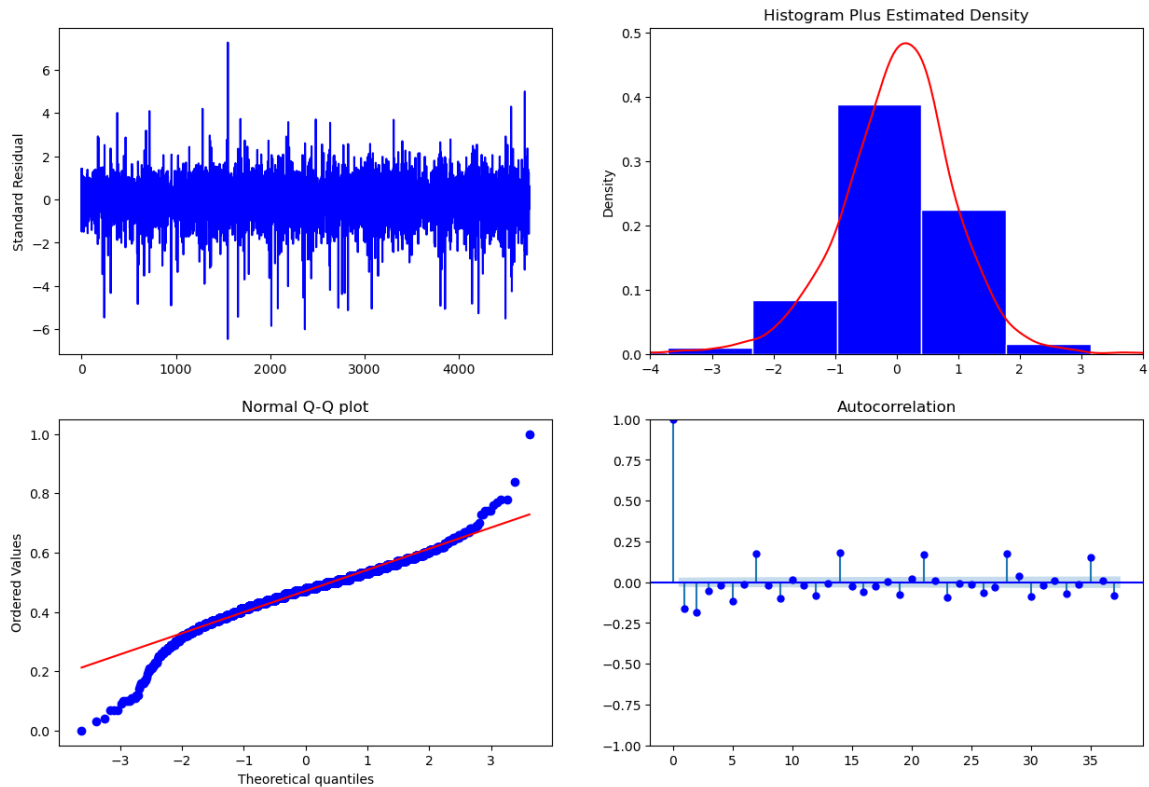 Standard Residual
6
4
2
0
−2
−4
−6
0 1000 2000 3000 4000
Histogram Plus Estimated Density
Density
0.5
0.4
0.3
0.2
0.1
0.0
−4 −3 −2 −1 0 1 2 3 4
Normal Q-Q plot
Ordered Values
1.0
0.8
0.6
0.4
0.2
0.0
−3 −2 −1 0 1 2 3
Theoretical quantiles
Autocorrelation
1.00
0.75
0.50
0.25
0.00
−0.25
−0.50
−0.75
−1.00
0 5 10 15 20 25 30 35